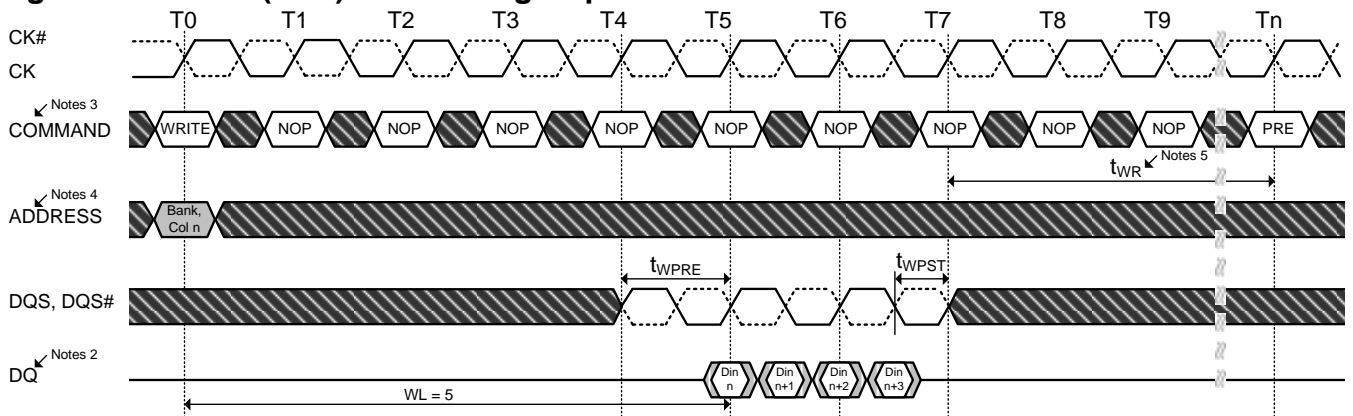 T0 T1 T2 T3 T4 T5 T6 T7 T8 T9 Tn
CK#
CK
Notes 3
COMMAND WRITE NOP NOP NOP NOP NOP NOP NOP NOP NOP PRE
tWR Notes 5
Notes 4
ADDRESS
Bank,
Col n
tWPRE tWPST
DQS, DQS#
Notes 2
DQ
Din Din Din Din
n n+1 n+2 n+3
WL = 5